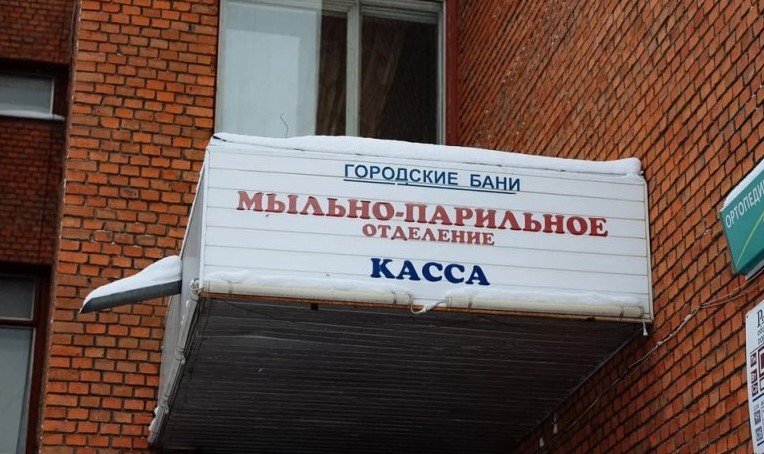 ГОРОДСКИЕ БАНИ
МЫЛЬНО-ПАРИЛЬНОЕ
ОТДЕЛЕНИЕ
КАССА